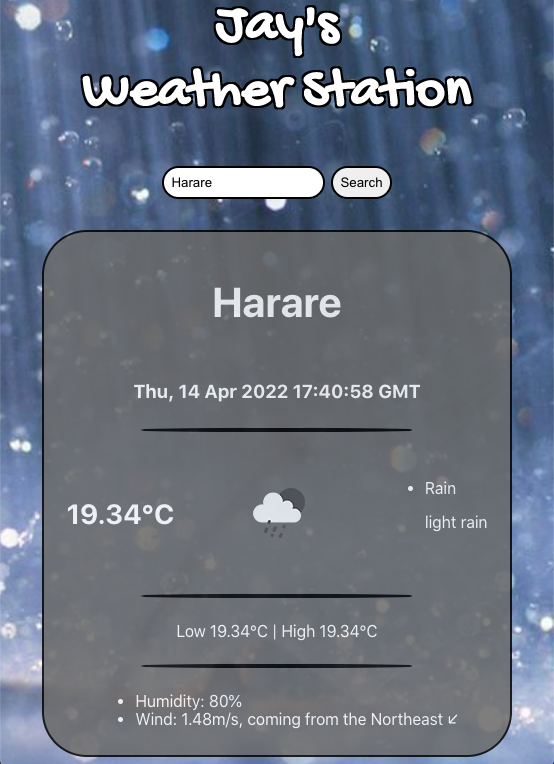 Jay's
Weather Station
Harare
Search
Harare
Thu, 14 Apr 2022 17:40:58 GMT
19.34°C
• Rain
light rain
Low 19.34°C | High 19.34°C
• Humidity: 80%
• Wind: 1.48m/s, coming from the Northeast ↙